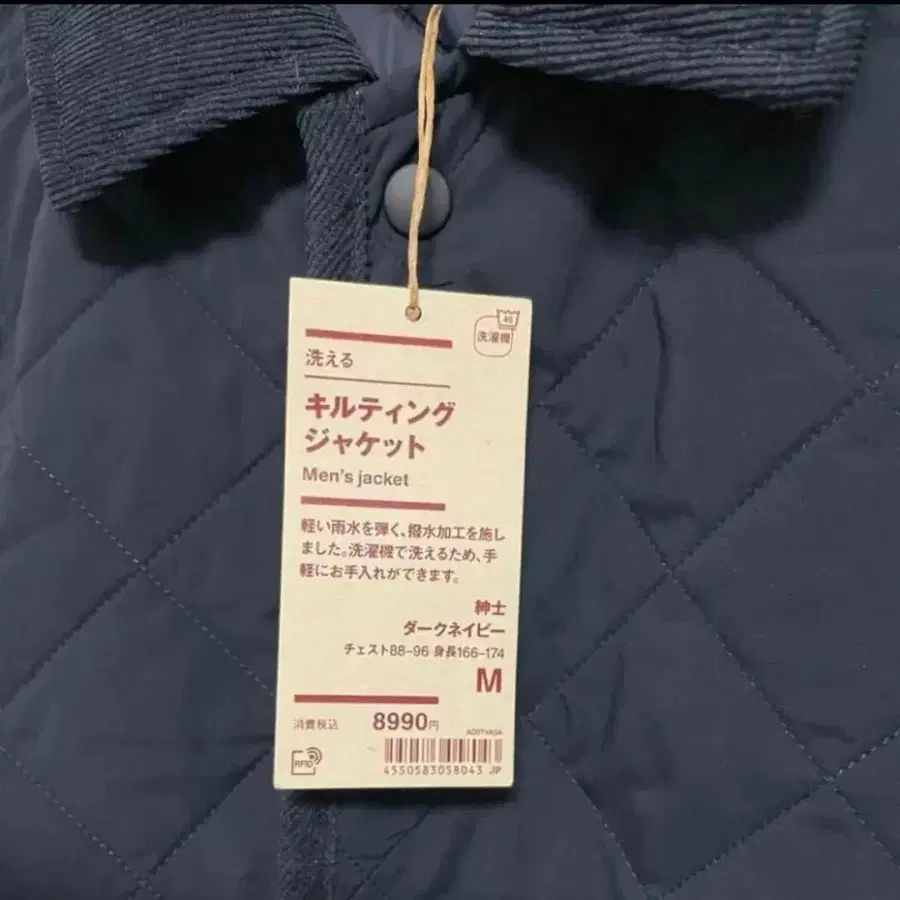 40
洗濯機
洗える
キルティング
ジャケット
Men's jacket
軽い雨水を弾く、撥水加工を施し
ました。洗濯機で洗えるため、手
軽にお手入れができます。
紳士
ダークネイビー
チェスト88-96 身長166-174
M
消費税込 8990円
RFID
4550583058043 JP